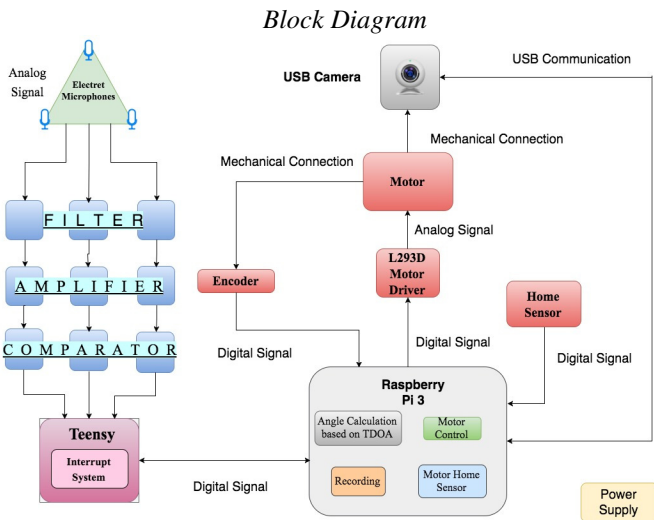 Block Diagram
Analog
Signal
Electret
Microphones
USB Camera
USB Communication
Mechanical Connection
Mechanical Connection
Motor
FILTER
Analog Signal
AMPLIFIER
Encoder
L293D
Motor
Driver
Home
Sensor
COMPARATOR
Digital Signal
Digital Signal
Digital Signal
Raspberry
Pi 3
Teensy
Interrupt
System
Angle Calculation
based on TDOA
Motor
Control
Recording
Motor Home
Sensor
Digital Signal
Power
Supply